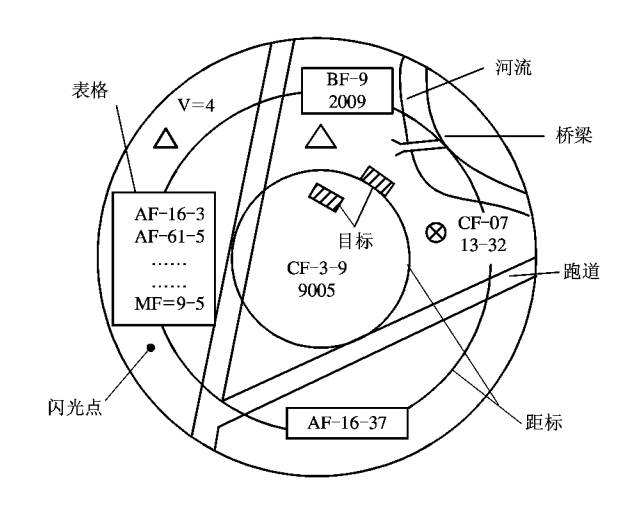 表格
V=4
BF-9
2009
河流
桥梁
AF-16-3
AF-61-5
……
……
MF=9-5
目标
CF-07
13-32
CF-3-9
9005
跑道
闪光点
AF-16-37
距标